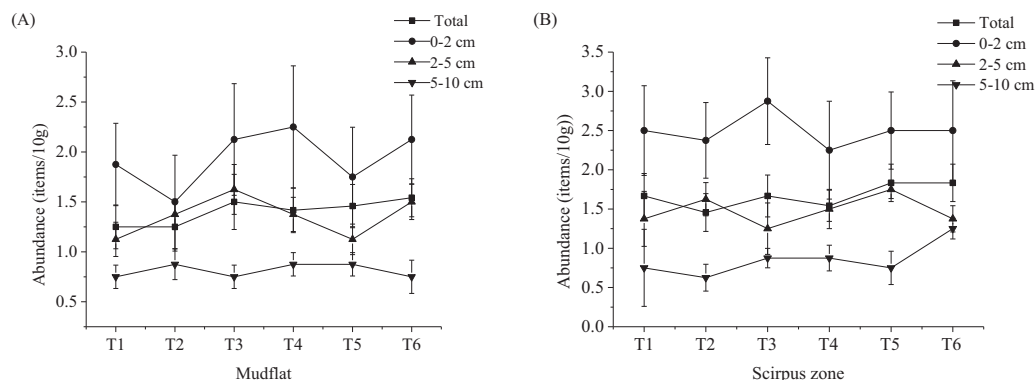 (A)
Total
0-2 cm
2-5 cm
5-10 cm
3.0
2.5
2.0
1.5
1.0
0.5
Abundance (items/10g)
T1 T2 T3 T4 T5 T6
Mudflat
(B)
Total
0-2 cm
2-5 cm
5-10 cm
3.5
3.0
2.5
2.0
1.5
1.0
0.5
0.0
Abundance (items/10g))
T1 T2 T3 T4 T5 T6
Scirpus zone